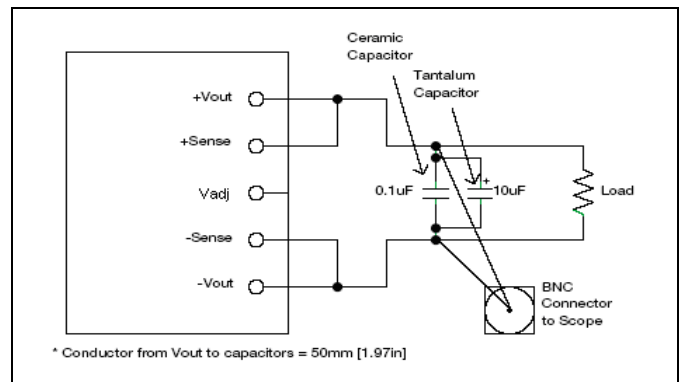 Ceramic
Capacitor
Tantalum
Capacitor
+Vout
+Sense
Vadj
-Sense
-Vout
0.1uF
+
10uF
Load
BNC
Connector
to Scope
* Conductor from Vout to capacitors = 50mm [1.97in]